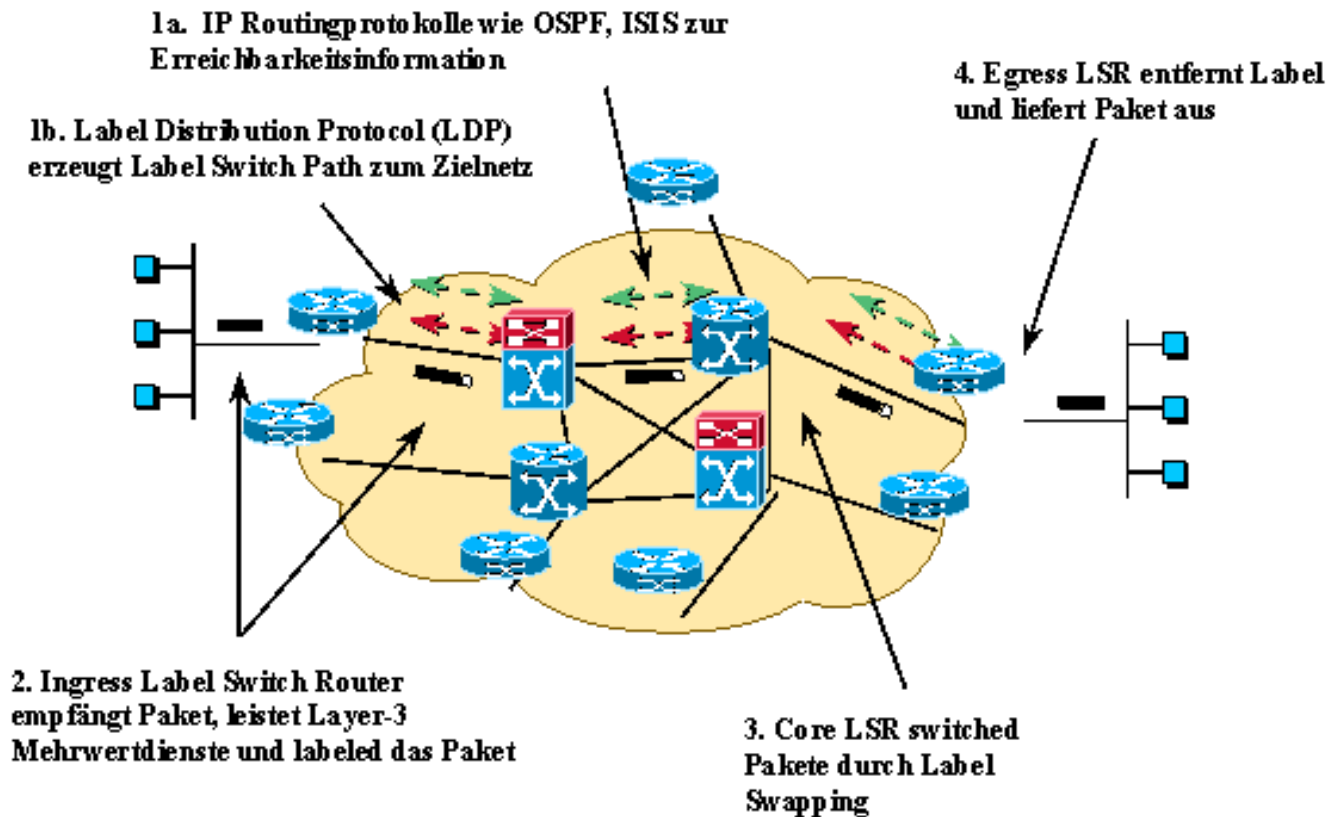 1a. IP Routingprotokolle wie OSPF, ISIS zur
Erreichbarkeitsinformation
4. Egress LSR entfernt Label
und liefert Paket aus
1b. Label Distribution Protocol (LDP)
erzeugt Label Switch Path zum Zielnetz
2. Ingress Label Switch Router
empfängt Paket, leistet Layer-3
Mehrwertdienste und labeled das Paket
3. Core LSR switched
Pakete durch Label
Swapping